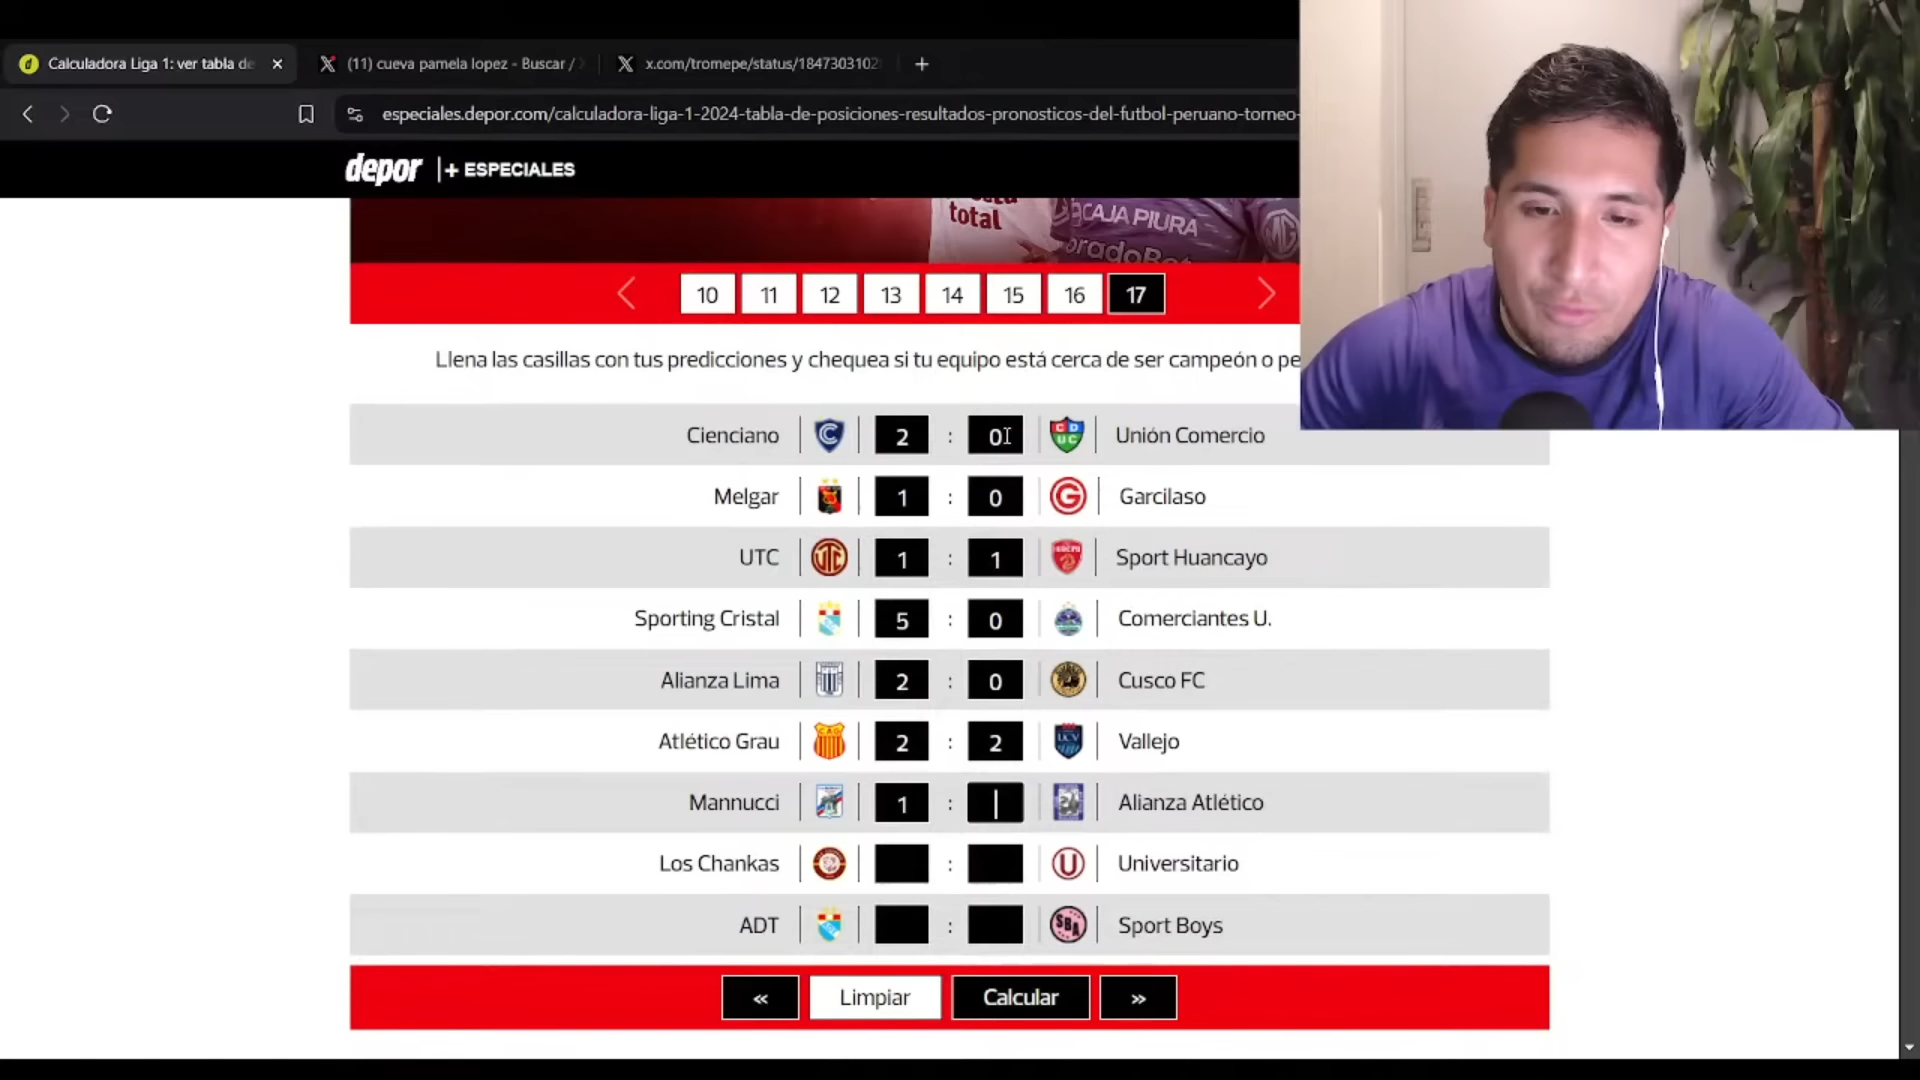 Calculadora Liga 1: ver tabla de
(11) cueva pamela lopez - Buscar /
x.com/tromepe/status/184730310
especiales.depor.com/calculadora-liga-1-2024-tabla-de-posiciones-resultados-pronosticos-del-futbol-peruano-torneo-
depor + ESPECIALES
total
CAJA PIURA
10 11 12 13 14 15 16 17
Llena las casillas con tus predicciones y chequea si tu equipo está cerca de ser campeón o pe
Cienciano 2 : 0 Unión Comercio
Melgar 1 : 0 Garcilaso
UTC 1 : 1 Sport Huancayo
Sporting Cristal 5 : 0 Comerciantes U.
Alianza Lima 2 : 0 Cusco FC
Atlético Grau 2 : 2 Vallejo
Mannucci 1 : Alianza Atlético
Los Chankas : Universitario
ADT : Sport Boys
« Limpiar Calcular »